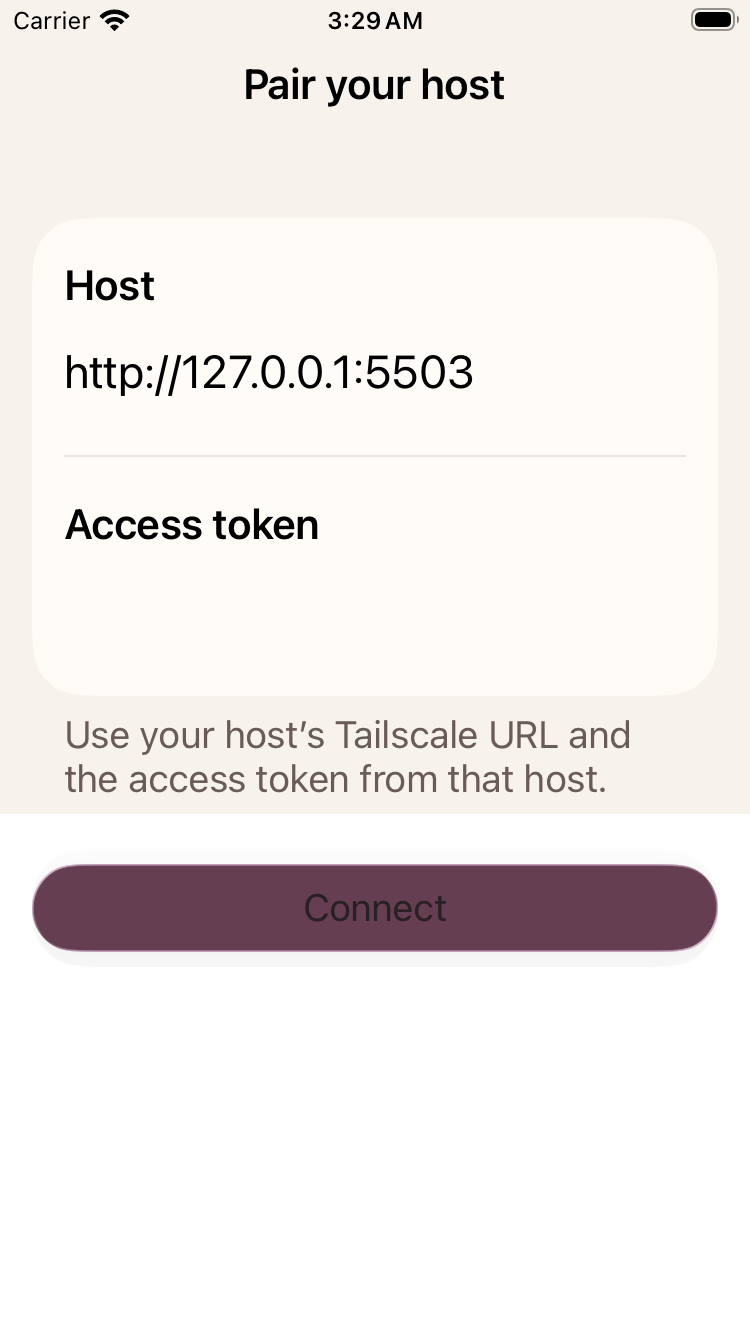 Carrier 3:29 AM
Pair your host
Host
http://127.0.0.1:5503
Access token
Use your host’s Tailscale URL and
the access token from that host.
Connect